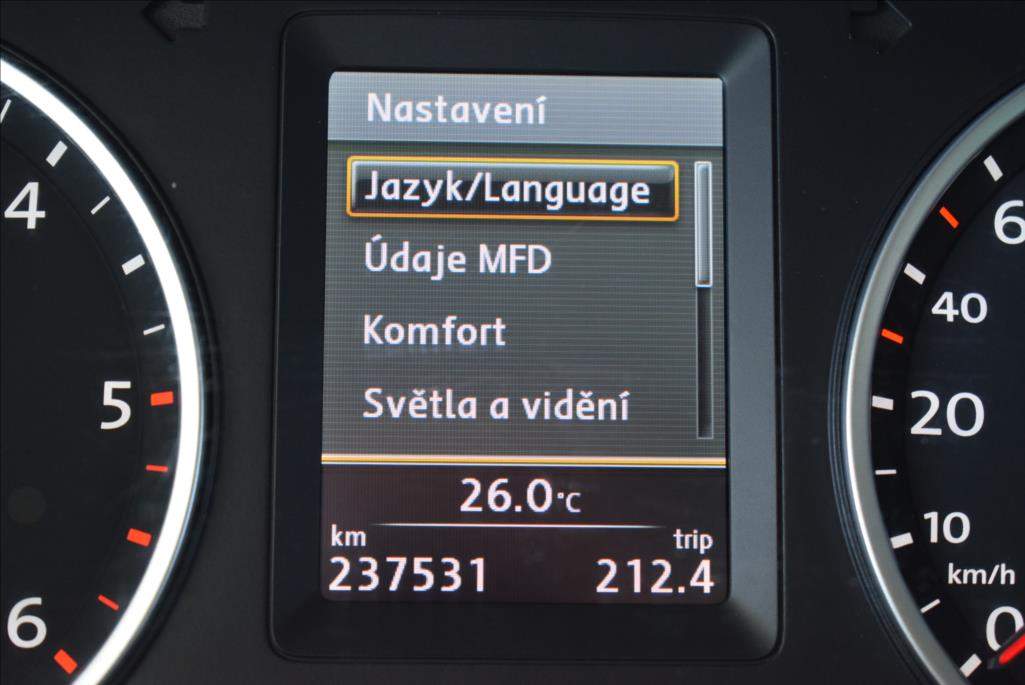 Nastavení
Jazyk/Language
Údaje MFD
Komfort
Světla a vidění
26.0°C
km
trip
237531
212.4
4
5
6
6
40
20
10
km/h
0